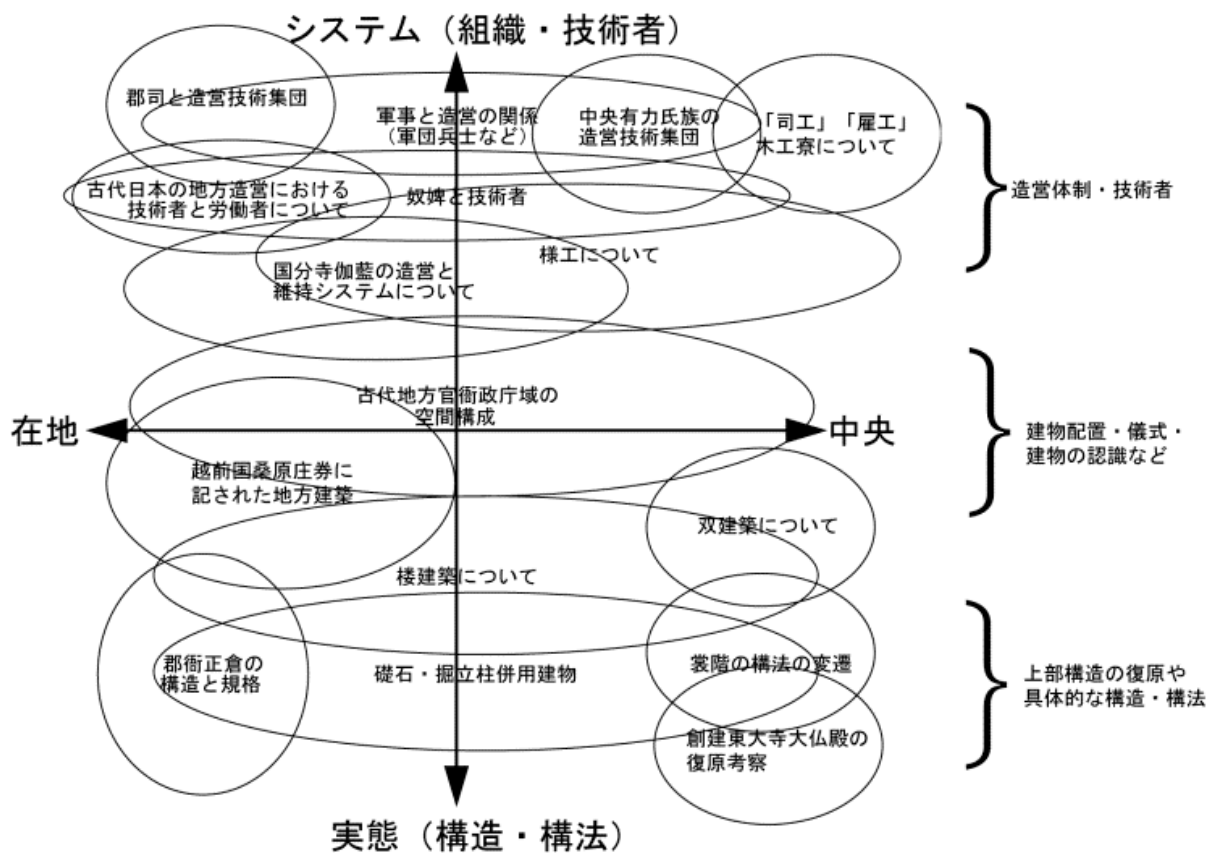 システム（組織・技術者）
郡司と造営技術集団
軍事と造営の関係
（軍団兵士など）
中央有力氏族の
造営技術集団
「司工」「雇工」
木工寮について
造営体制・技術者
古代日本の地方造営における
技術者と労働者について
奴婢と技術者
様工について
国分寺伽藍の造営と
維持システムについて
古代地方官衙政庁域の
空間構成
在地
中央
建物配置・儀式・
建物の認識など
越前国桑原庄券に
記された地方建築
双建築について
楼建築について
郡衙正倉の
構造と規格
礎石・掘立柱併用建物
裳階の構法の変遷
上部構造の復原や
具体的な構造・構法
創建東大寺大仏殿の
復原考察
実態（構造・構法）